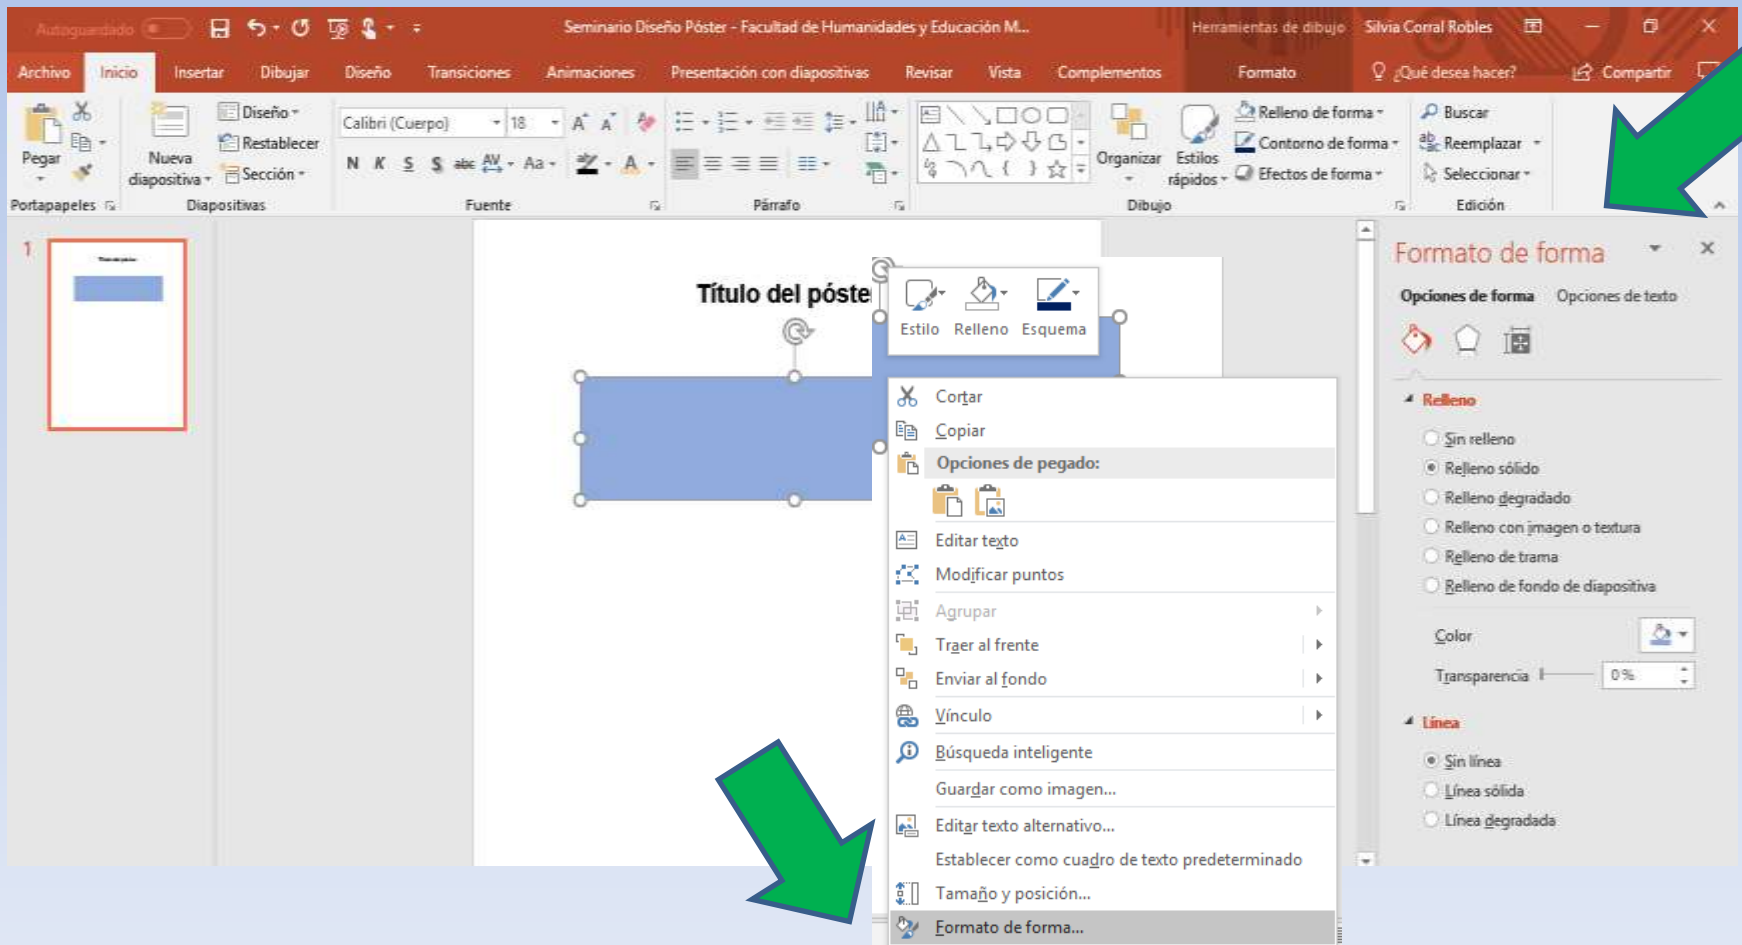 Autoguardado
Seminario Diseño Póster - Facultad de Humanidades y Educación M...
Herramientas de dibujo
Silvia Corral Robles
Archivo Inicio Insertar Dibujar Diseño Transiciones Animaciones Presentación con diapositivas Revisar Vista Complementos Formato ¿Qué desea hacer? Compartir
Pegar
Portapapeles
Nueva
diapositiva
Diseño
Restablecer
Sección
Diapositivas
Calibri (Cuerpo) 18 A A
N K S S abc AV Aa A
Fuente
Párrafo
Organizar
Estilos
rápidos
Relleno de forma
Contorno de forma
Efectos de forma
Dibujo
Buscar
Reemplazar
Seleccionar
Edición
1
Título del póste
Estilo Relleno Esquema
Cortar
Copiar
Opciones de pegado:
Editar texto
Modificar puntos
Agrupar
Traer al frente
Enviar al fondo
Vínculo
Búsqueda inteligente
Guardar como imagen...
Editar texto alternativo...
Establecer como cuadro de texto predeterminado
Tamaño y posición...
Formato de forma...
Formato de forma
Opciones de forma Opciones de texto
Relleno
Sin relleno
Relleno sólido
Relleno degradado
Relleno con imagen o textura
Relleno de trama
Relleno de fondo de diapositiva
Color
Transparencia 0%
Línea
Sin línea
Línea sólida
Línea degradada